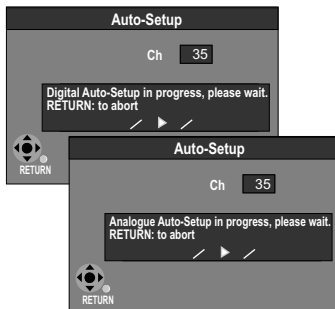 Auto-Setup
Ch 35
Digital Auto-Setup in progress, please wait.
RETURN: to abort
RETURN
Auto-Setup
Ch 35
Analogue Auto-Setup in progress, please wait.
RETURN: to abort
RETURN